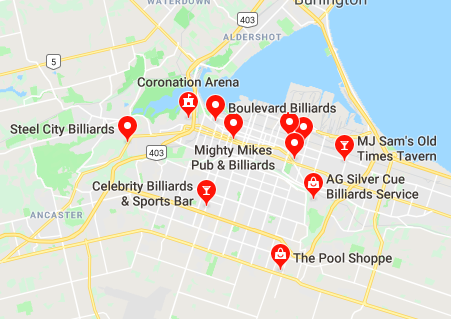 WATERDOWN
Burlington
403
ALDERSHOT
5
Coronation Arena
Boulevard Billiards
Steel City Billiards
Mighty Mikes
Pub & Billiards
MJ Sam's Old
Times Tavern
403
AG Silver Cue
Billiards Service
Celebrity Billiards
& Sports Bar
ANCASTER
The Pool Shoppe